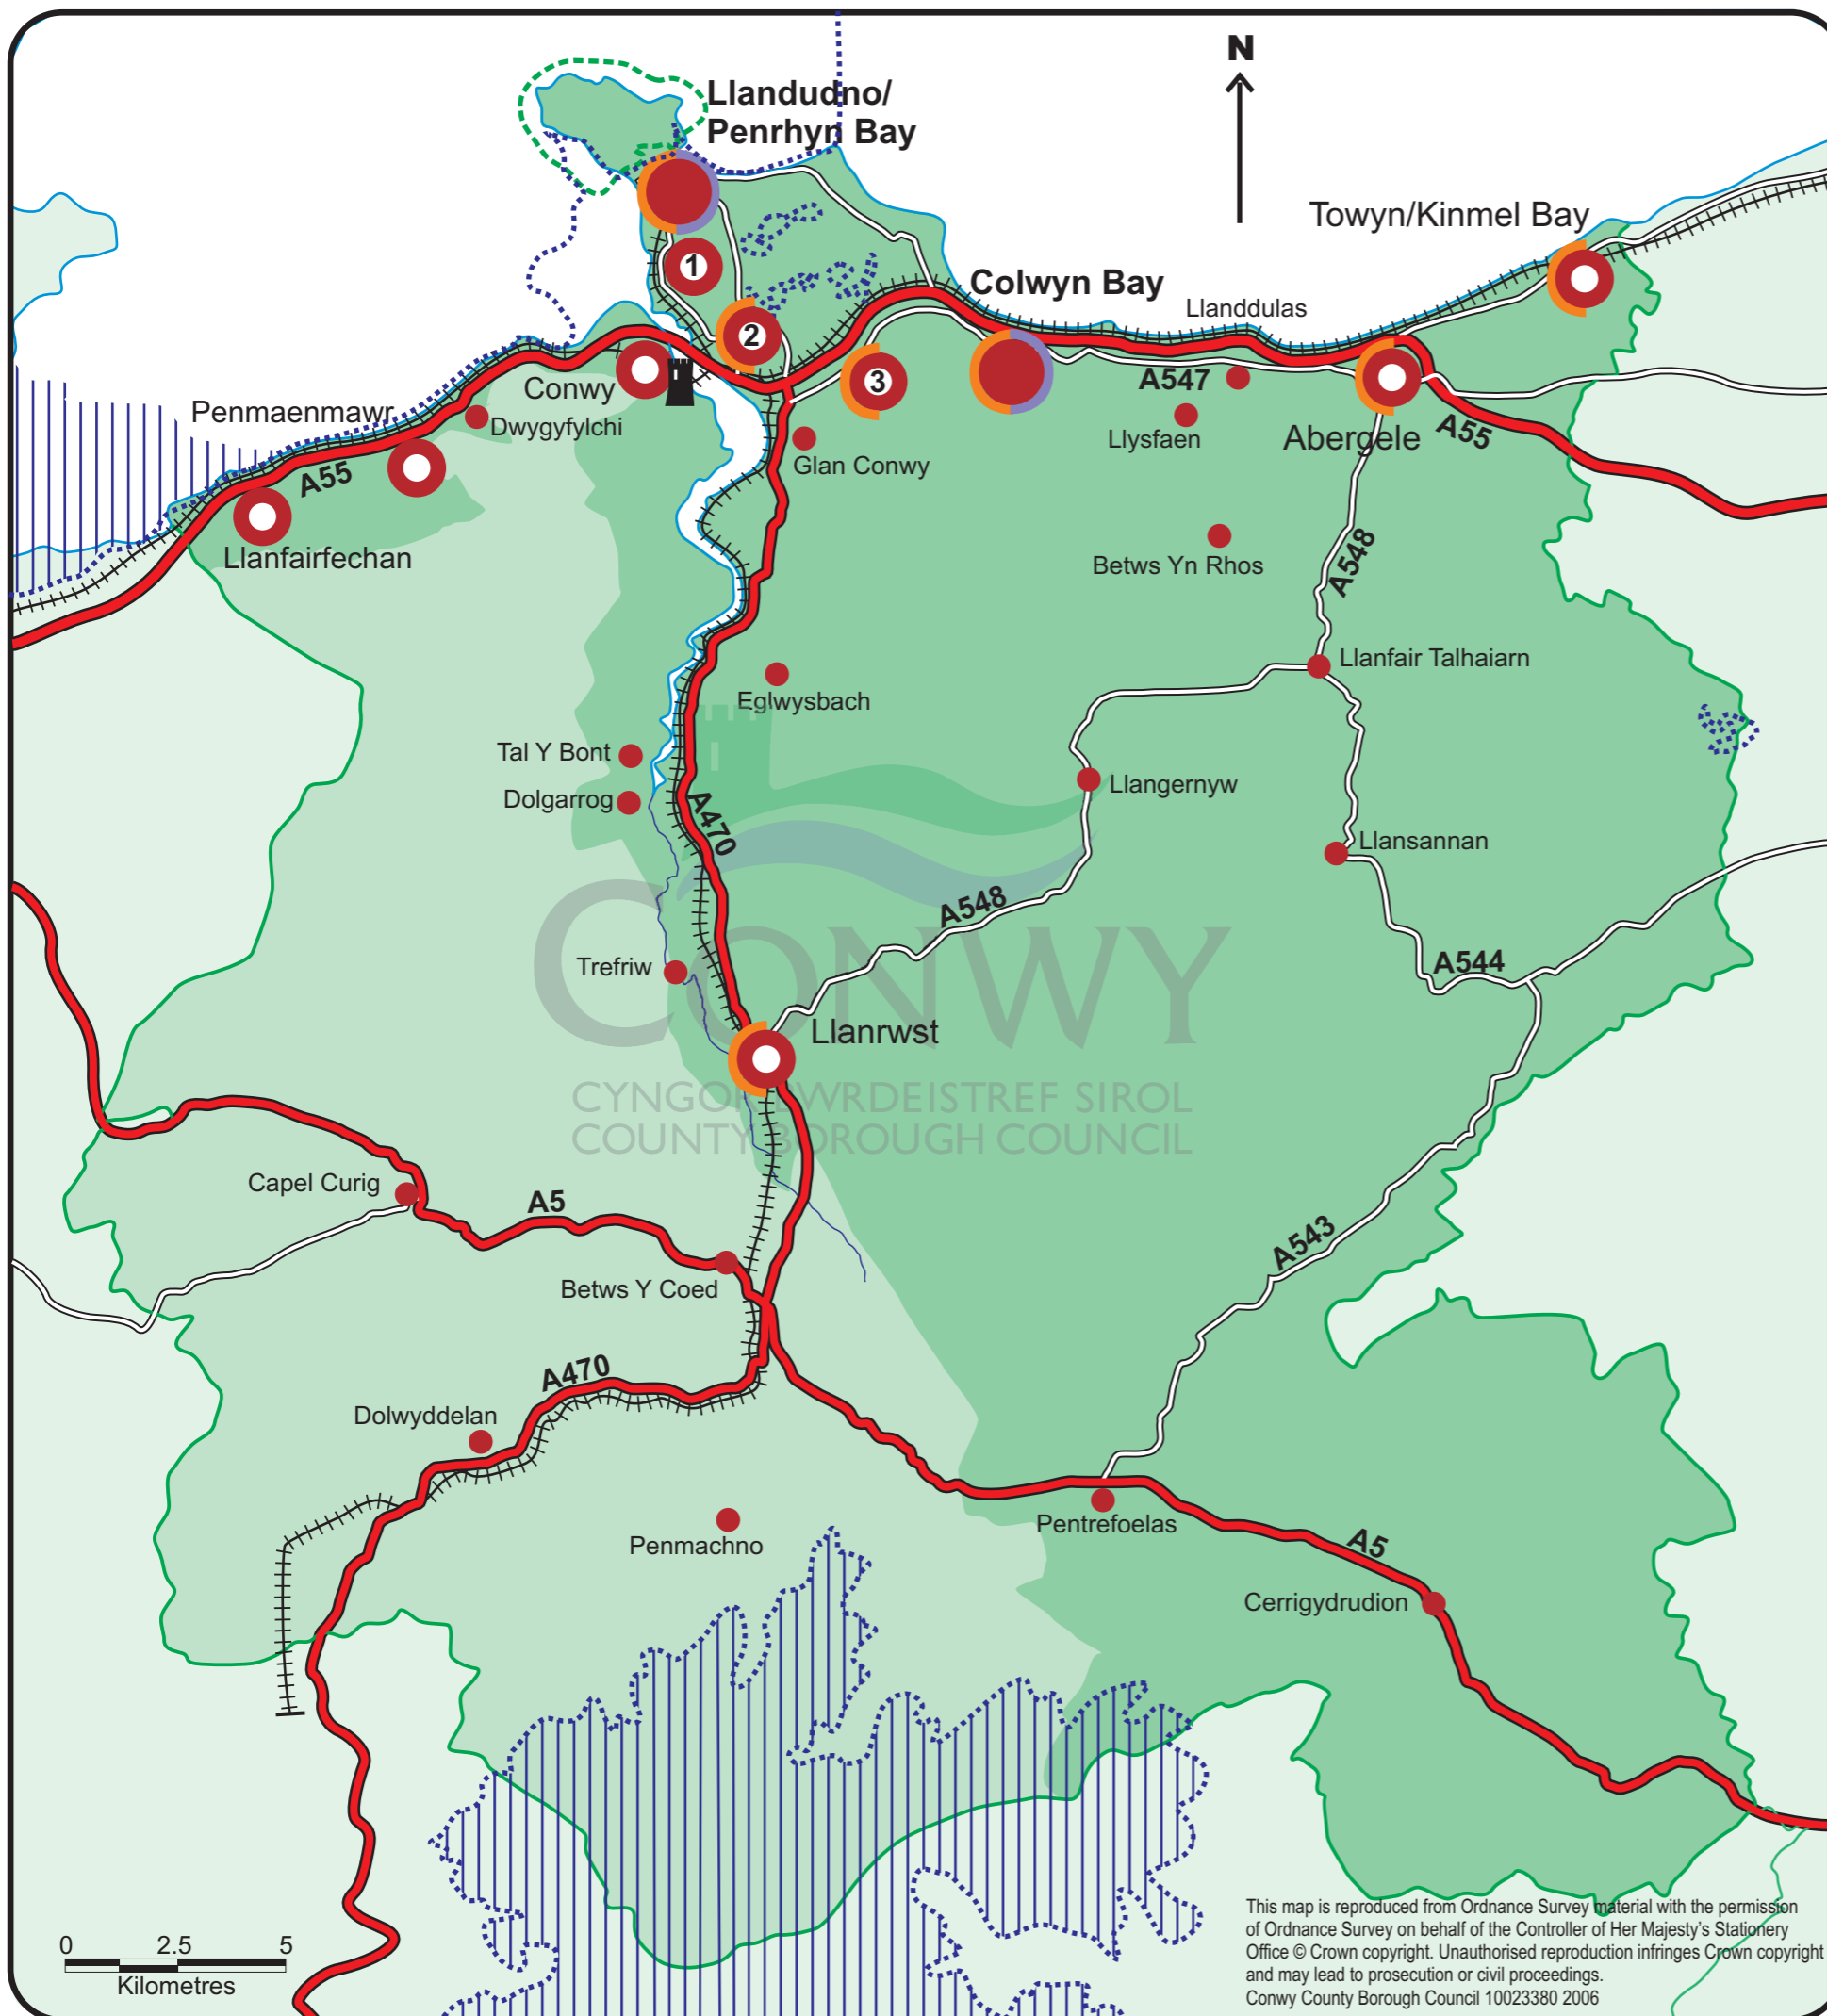 N
Llandudno/
Penrhyn Bay
Towyn/Kinmel Bay
1
Colwyn Bay
Llanddulas
2
3
Conwy
A547
Penmaenmawr
Dwygyfylchi
Llysfaen
Abergele
A55
Glan Conwy
A55
Llanfairfechan
Betws Yn Rhos
A548
Llanfair Talhaiarn
Eglwysbach
Tal Y Bont
Llangernyw
Dolgarrog
A470
Llansannan
A548
CONWY
Trefriw
A544
Llanrwst
CYNGOR BWRDEISTREF SIROL
COUNTY BOROUGH COUNCIL
Capel Curig
A5
A543
Betws Y Coed
A470
Dolwyddelan
Pentrefoelas
Penmachno
A5
Cerrigydrudion
0 2.5 5
Kilometres
This map is reproduced from Ordnance Survey material with the permission
of Ordnance Survey on behalf of the Controller of Her Majesty's Stationery
Office © Crown copyright. Unauthorised reproduction infringes Crown copyright
and may lead to prosecution or civil proceedings.
Conwy County Borough Council 10023380 2006